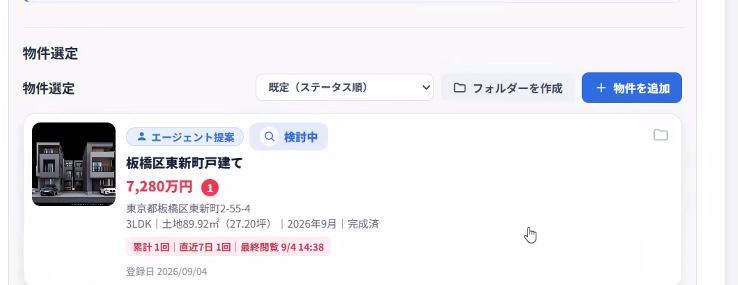 物件選定
物件選定
既定（ステータス順）
フォルダーを作成
＋ 物件を追加
エージェント提案
検討中
板橋区東新町戸建て
7,280万円 1
東京都板橋区東新町2-55-4
3LDK｜土地89.92㎡（27.20坪）｜2026年9月｜完成済
累計 1回｜直近7日 1回｜最終閲覧 9/4 14:38
登録日 2026/09/04